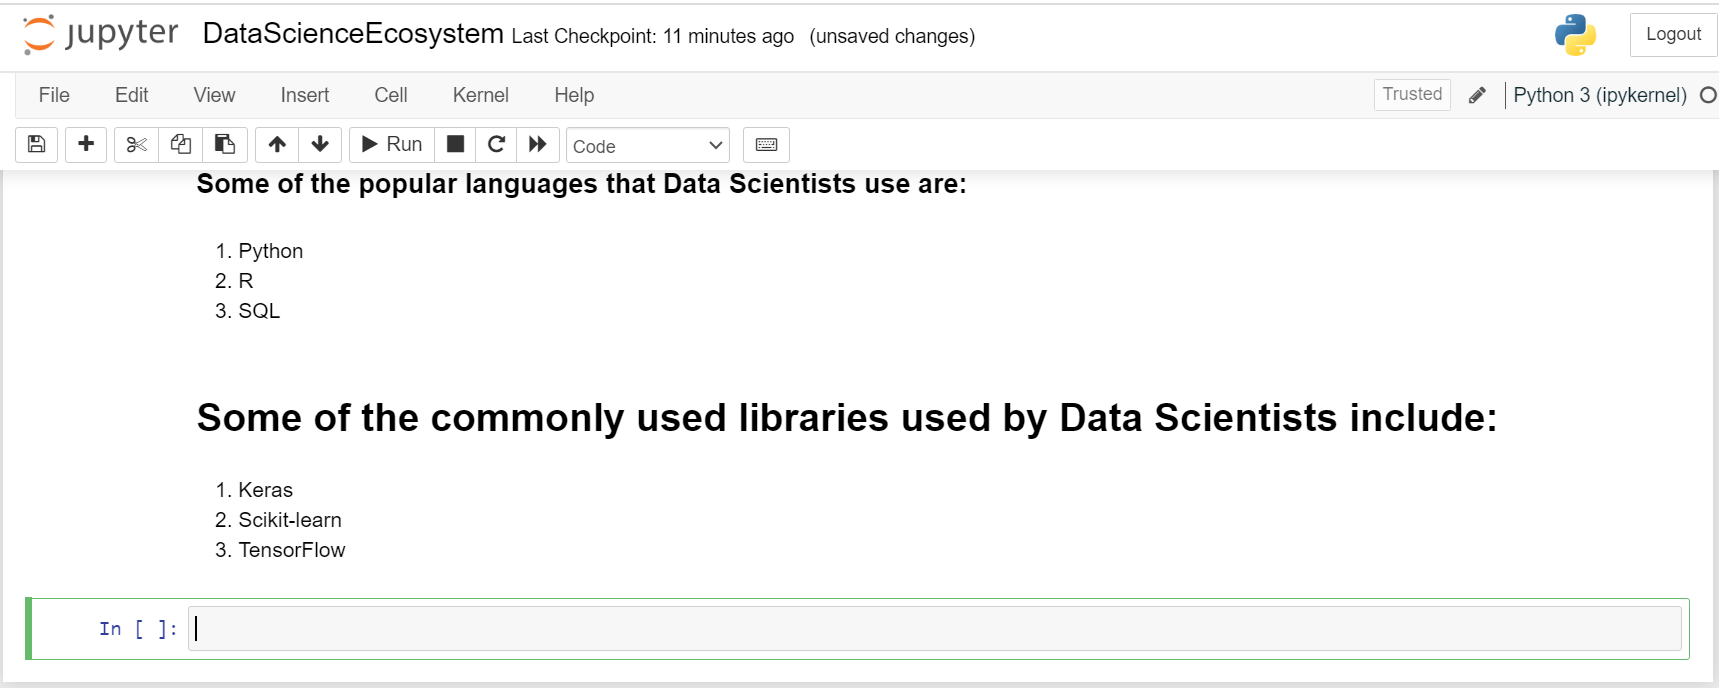 jupyter DataScienceEcosystem Last Checkpoint: 11 minutes ago (unsaved changes) Logout
File Edit View Insert Cell Kernel Help Trusted Python 3 (ipykernel)
Run Code
Some of the popular languages that Data Scientists use are:
1. Python
2. R
3. SQL
Some of the commonly used libraries used by Data Scientists include:
1. Keras
2. Scikit-learn
3. TensorFlow
In [ ]: